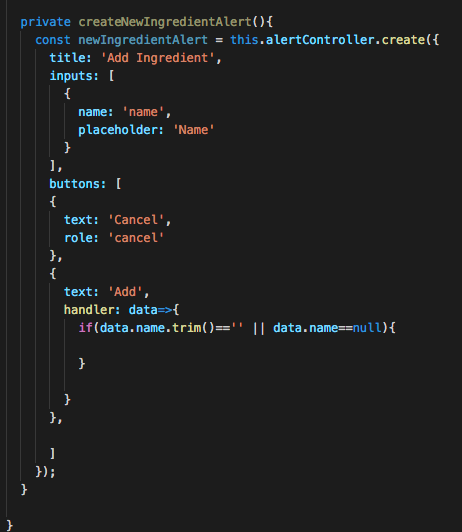 private createNewIngredientAlert(){
const newIngredientAlert = this.alertController.create({
title: 'Add Ingredient',
inputs: [
{
name: 'name',
placeholder: 'Name'
}
],
buttons: [
{
text: 'Cancel',
role: 'cancel'
},
{
text: 'Add',
handler: data=>{
if(data.name.trim()=='' || data.name==null){
}
}
},
]
});
}
}